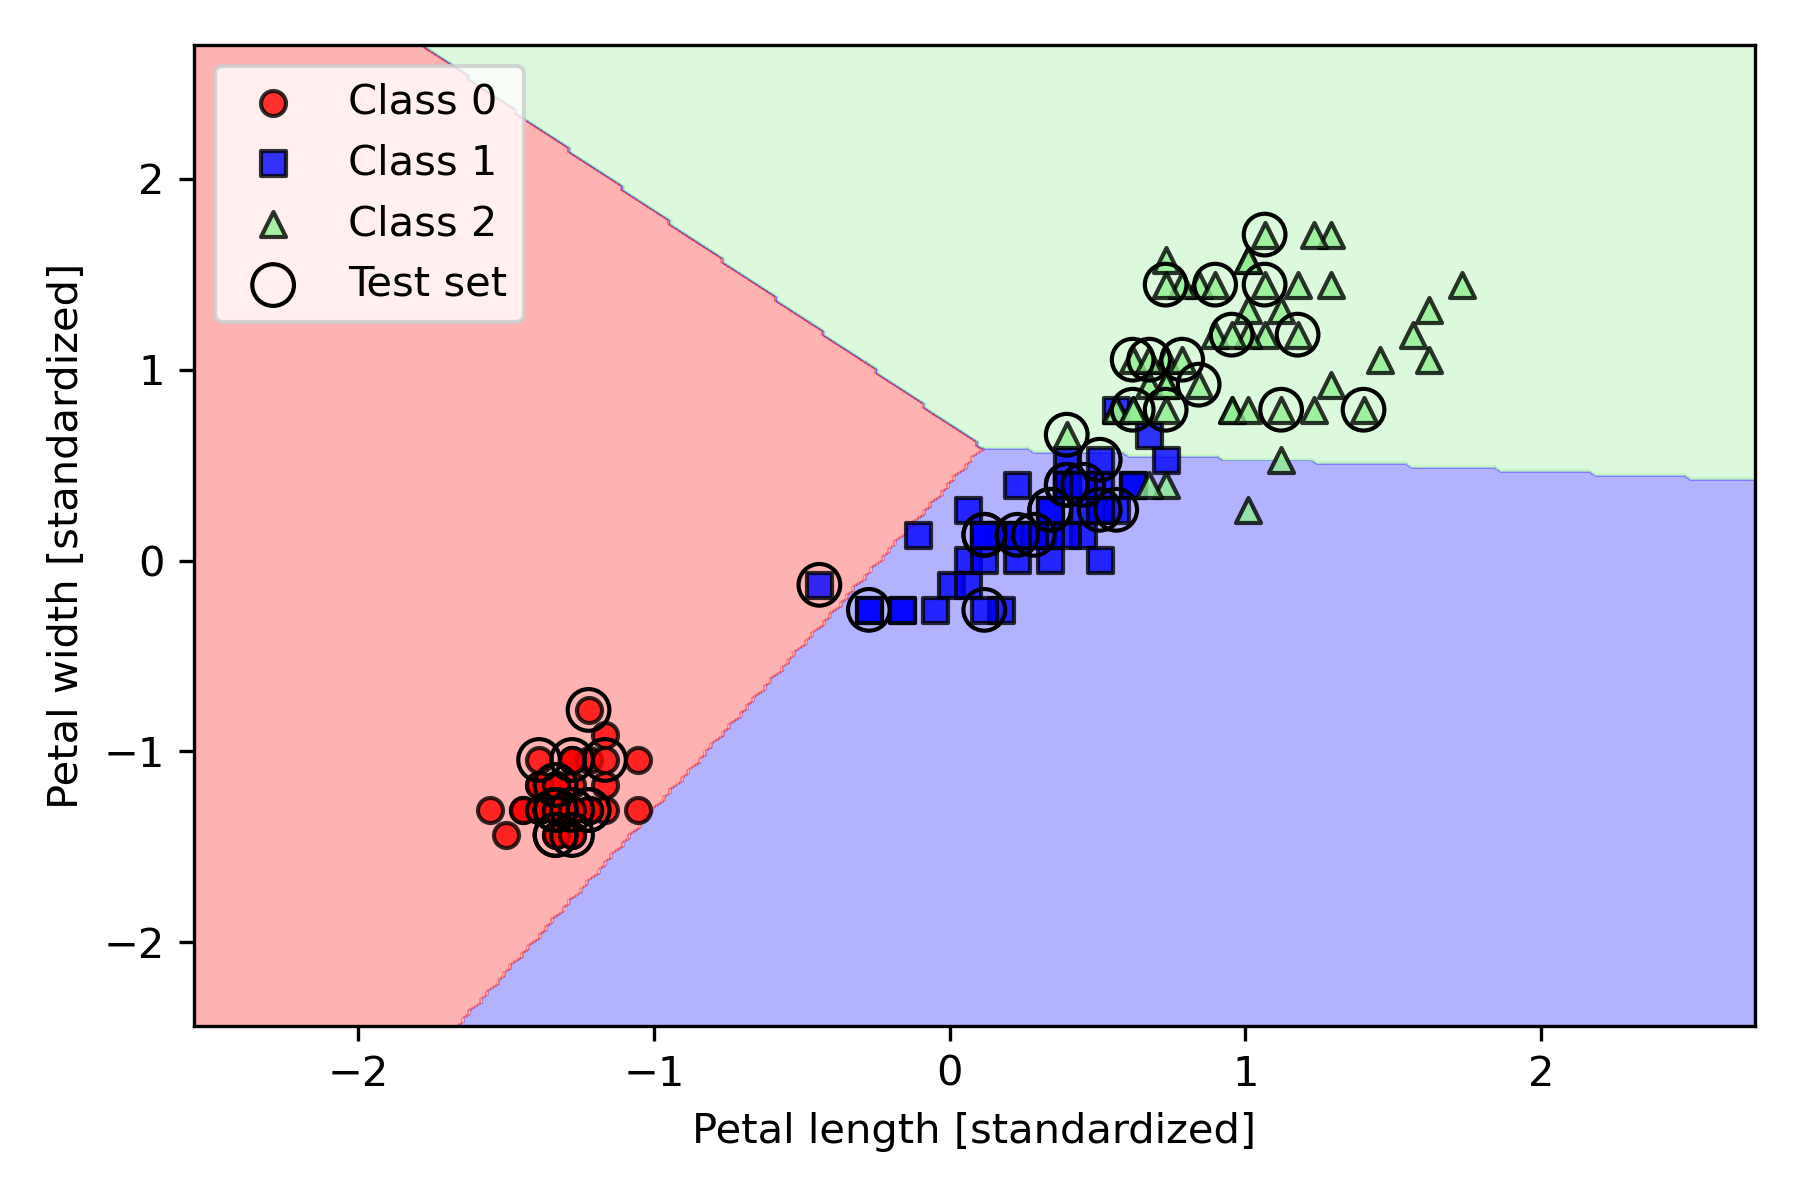 Class 0
Class 1
Class 2
Test set
Petal width [standardized]
2
1
0
−1
−2
−2
−1
0
1
2
Petal length [standardized]